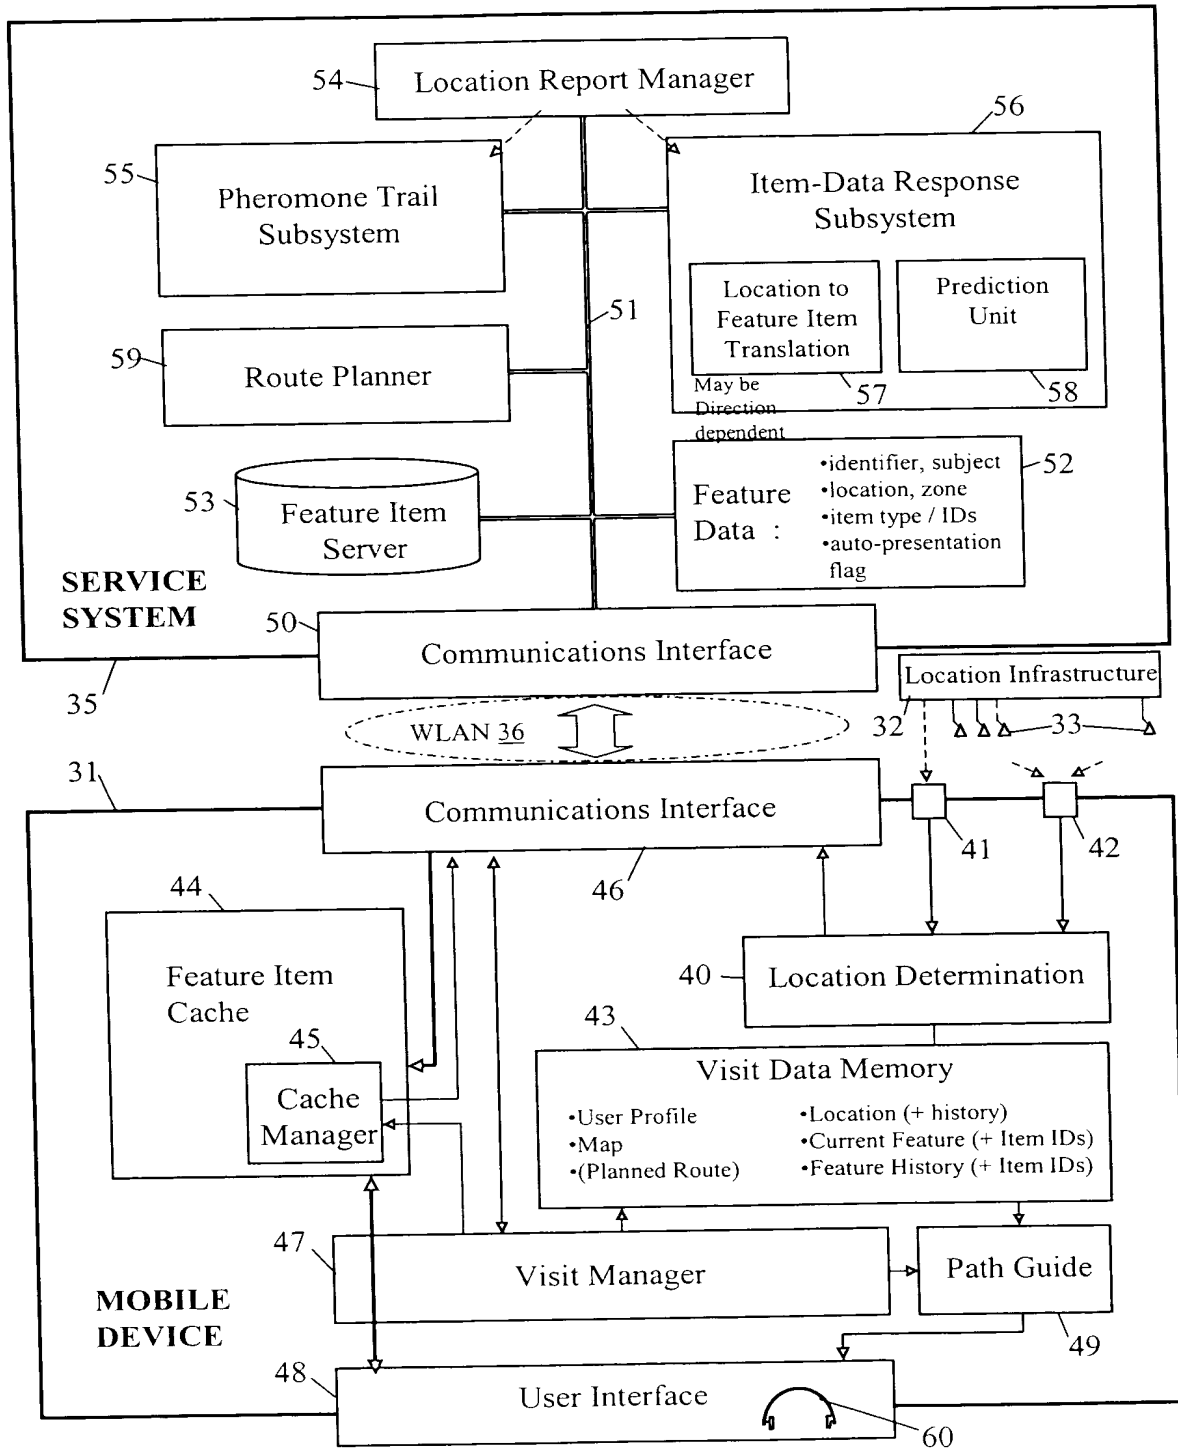 54
Location Report Manager
56
55
Pheromone Trail
Subsystem
Item-Data Response
Subsystem
Location to
Feature Item
Translation
Prediction
Unit
51
59
Route Planner
57
58
May be
Direction
dependent
53
Feature Item
Server
Feature
Data :
•identifier, subject
•location, zone
•item type / IDs
•auto-presentation
flag
52
SERVICE
SYSTEM
50
Communications Interface
35
Location Infrastructure
32
33
WLAN 36
31
Communications Interface
41
42
46
44
Feature Item
Cache
40
Location Determination
45
Cache
Manager
43
Visit Data Memory
•User Profile
•Map
•(Planned Route)
•Location (+ history)
•Current Feature (+ Item IDs)
•Feature History (+ Item IDs)
47
Visit Manager
Path Guide
MOBILE
DEVICE
49
48
User Interface
60